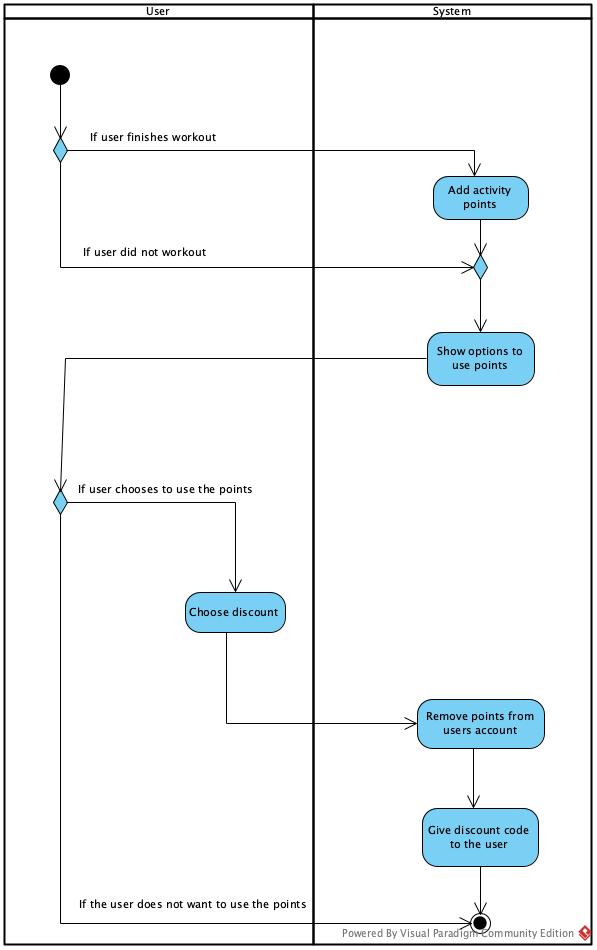 User
System
If user finishes workout
Add activity
points
If user did not workout
Show options to
use points
If user chooses to use the points
Choose discount
Remove points from
users account
Give discount code
to the user
If the user does not want to use the points
Powered By Visual Paradigm Community Edition